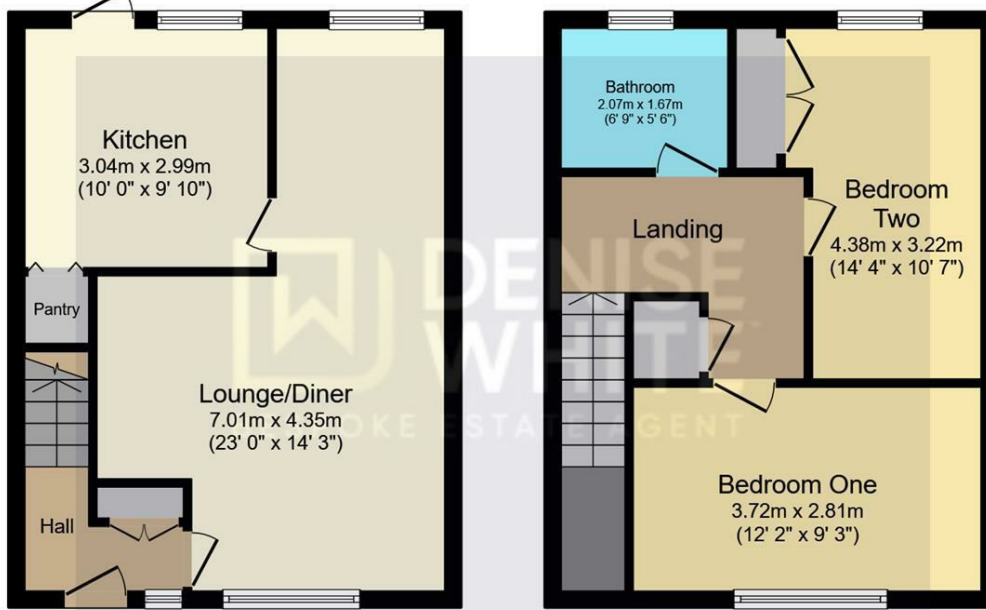 Kitchen
3.04m x 2.99m
(10' 0" x 9' 10")
Pantry
Lounge/Diner
7.01m x 4.35m
(23' 0" x 14' 3")
Hall
Bathroom
2.07m x 1.67m
(6' 9" x 5' 6")
Landing
Bedroom
Two
4.38m x 3.22m
(14' 4" x 10' 7")
Bedroom One
3.72m x 2.81m
(12' 2" x 9' 3")
DENISE
WHITE
ESTATE AGENT